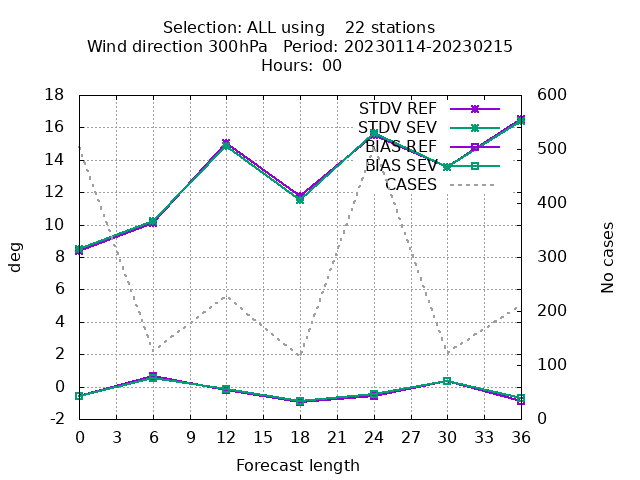 Selection: ALL using    22 stations
Wind direction 300hPa   Period: 20230114-20230215
Hours: 00
STDV REF
STDV SEV
BIAS REF
BIAS SEV
CASES
18
16
14
12
10
8
6
4
2
0
-2
deg
600
500
400
300
200
100
0
No cases
0 3 6 9 12 15 18 21 24 27 30 33 36
Forecast length